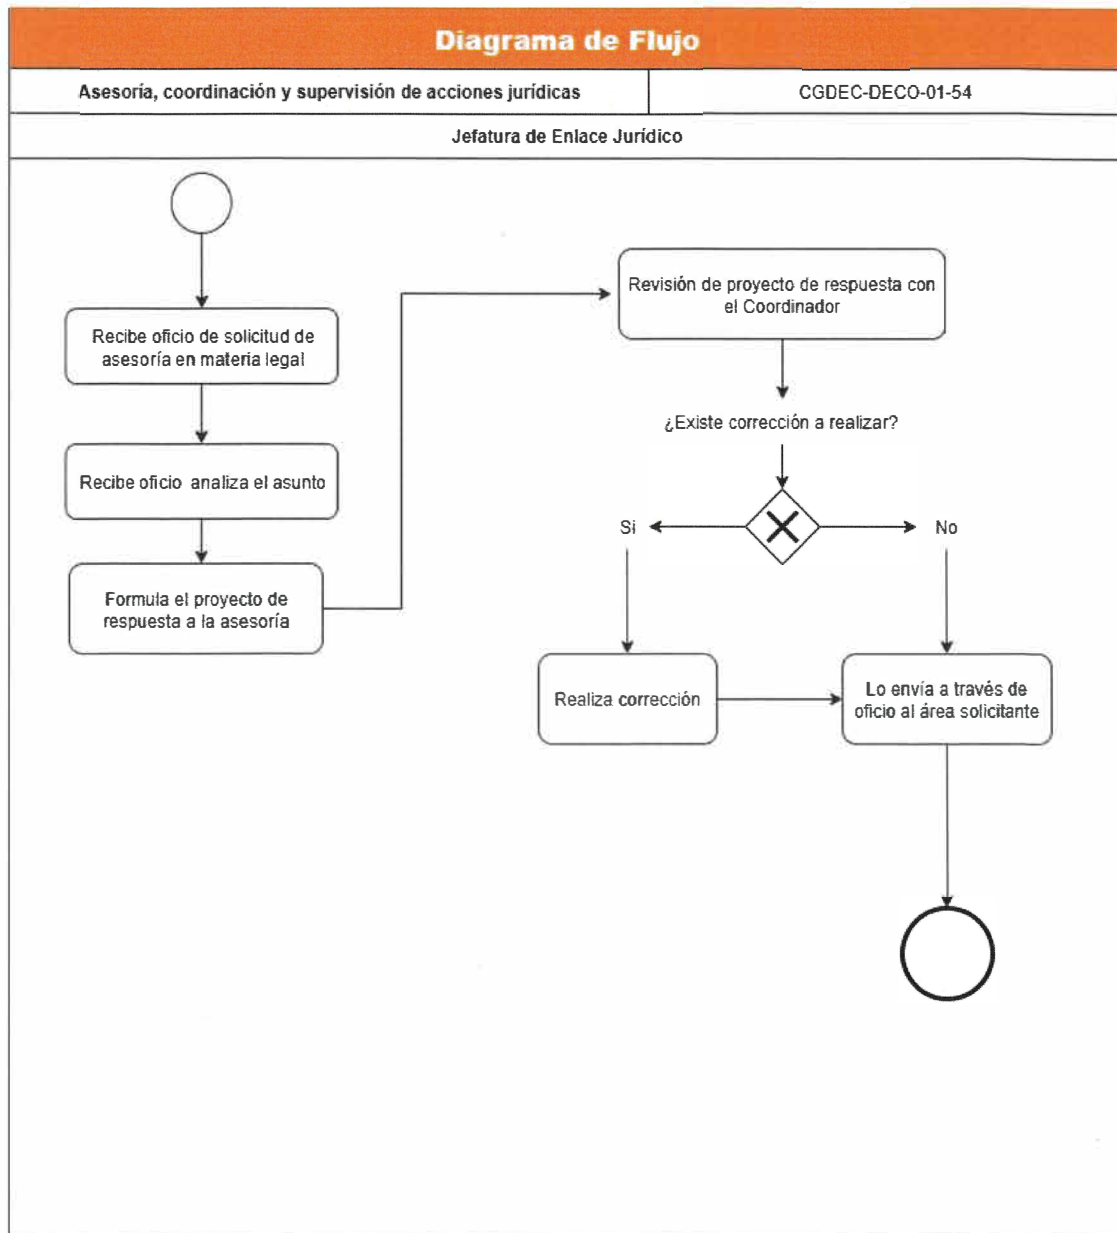 Diagrama de Flujo
Asesoría, coordinación y supervisión de acciones jurídicas
CGDEC-DECO-01-54
Jefatura de Enlace Jurídico
Recibe oficio de solicitud de
asesoría en materia legal
Recibe oficio analiza el asunto
Formula el proyecto de
respuesta a la asesoría
Revisión de proyecto de respuesta con
el Coordinador
¿Existe corrección a realizar?
Si
No
Realiza corrección
Lo envía a través de
oficio al área solicitante